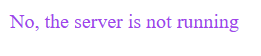 No, the server is not running